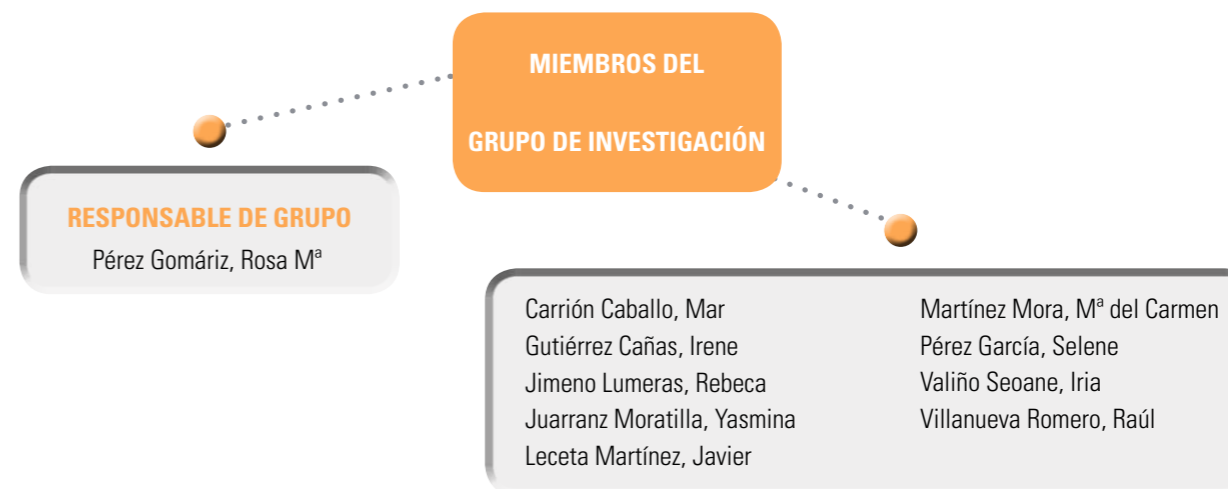 MIEMBROS DEL
GRUPO DE INVESTIGACIÓN
RESPONSABLE DE GRUPO
Pérez Gomáriz, Rosa Mª
Carrión Caballo, Mar
Gutiérrez Cañas, Irene
Jimeno Lumeras, Rebeca
Juarranz Moratilla, Yasmina
Leceta Martínez, Javier
Martínez Mora, Mª del Carmen
Pérez García, Selene
Valiño Seoane, Iria
Villanueva Romero, Raúl